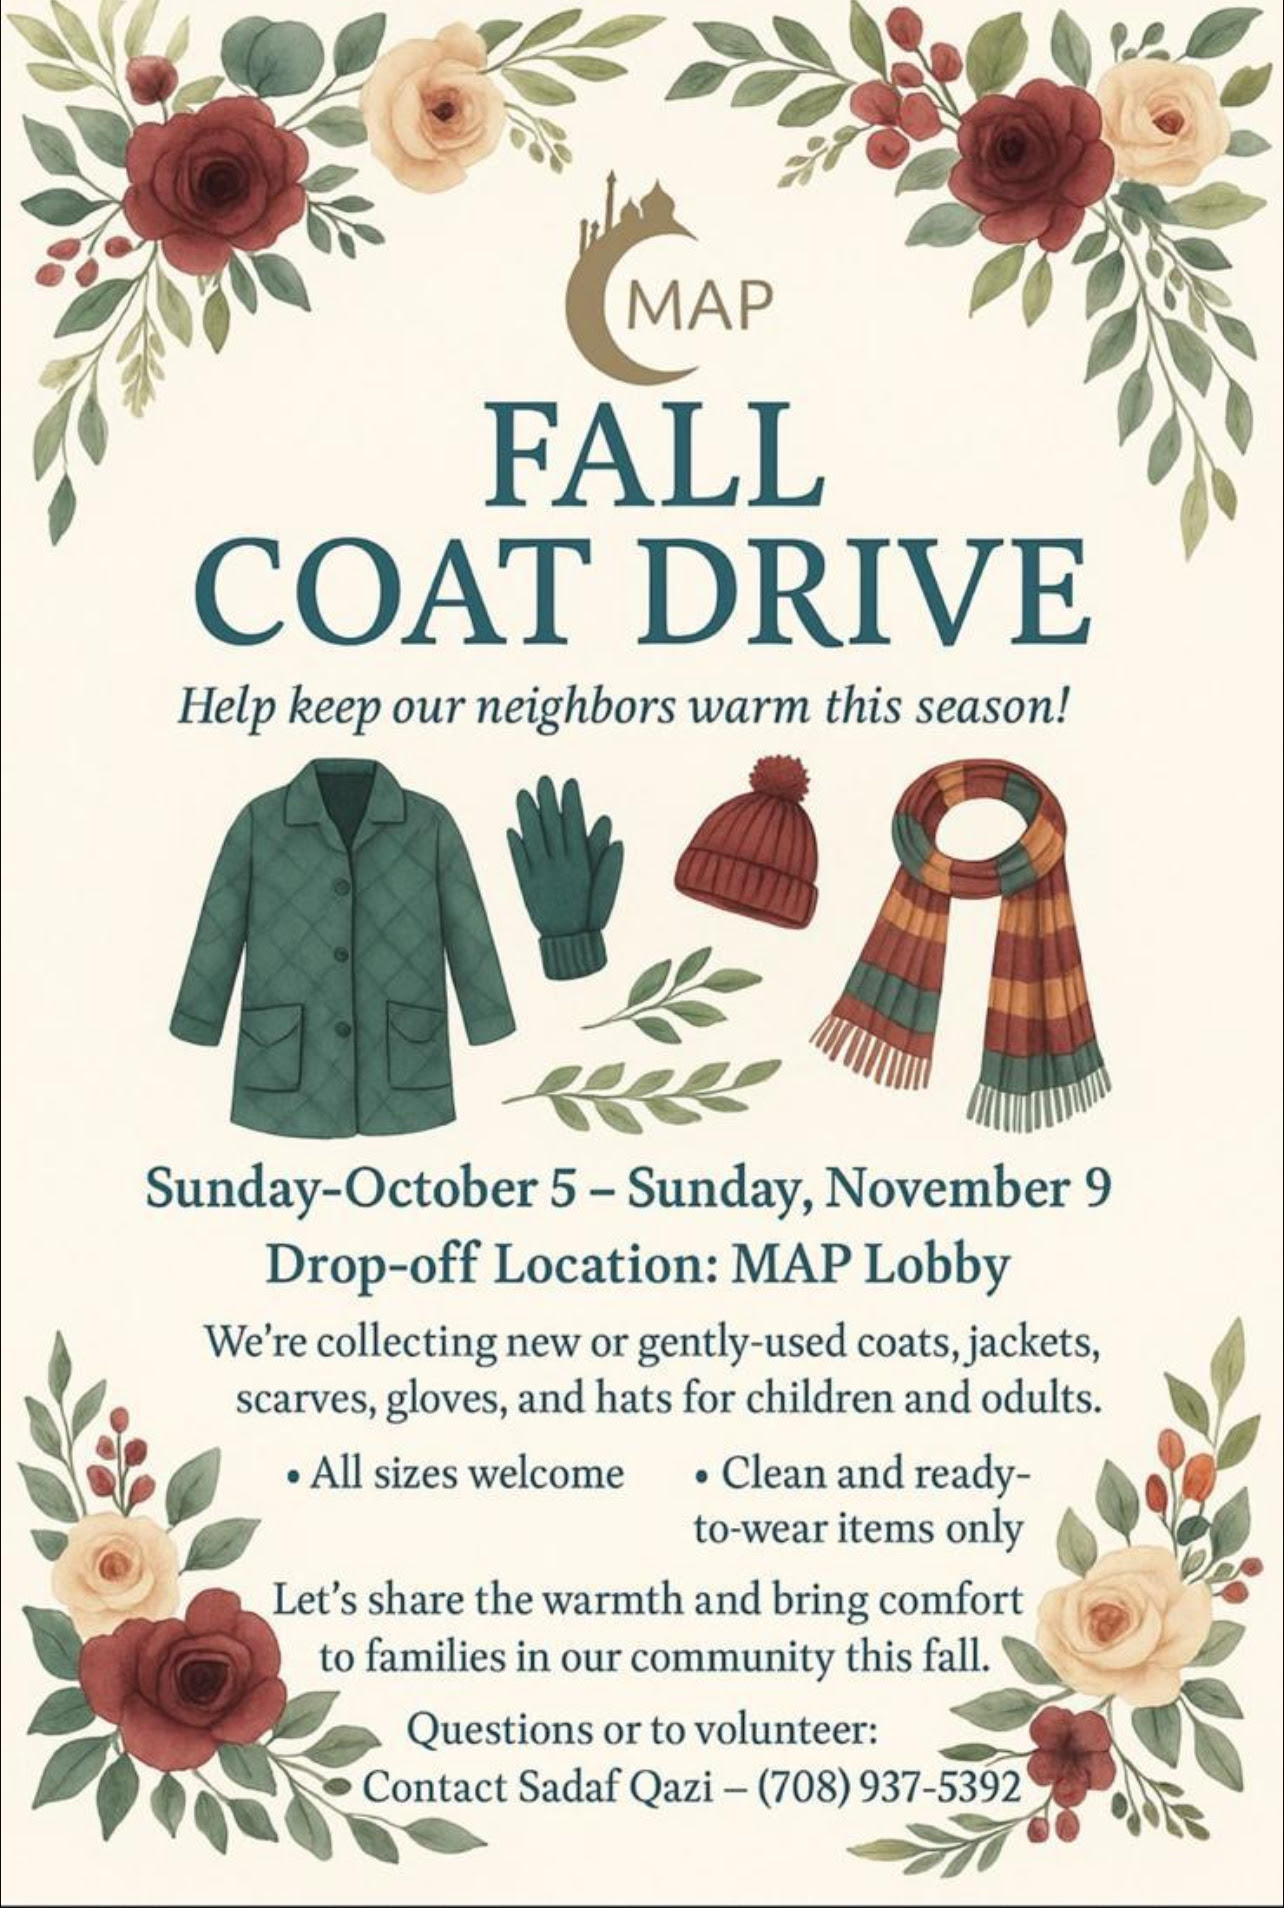 MAP
FALL
COAT DRIVE
Help keep our neighbors warm this season!
Sunday-October 5 – Sunday, November 9
Drop-off Location: MAP Lobby
We're collecting new or gently-used coats, jackets,
scarves, gloves, and hats for children and odults.
• All sizes welcome
• Clean and ready-
to-wear items only
Let's share the warmth and bring comfort
to families in our community this fall.
Questions or to volunteer:
Contact Sadaf Qazi – (708) 937-5392